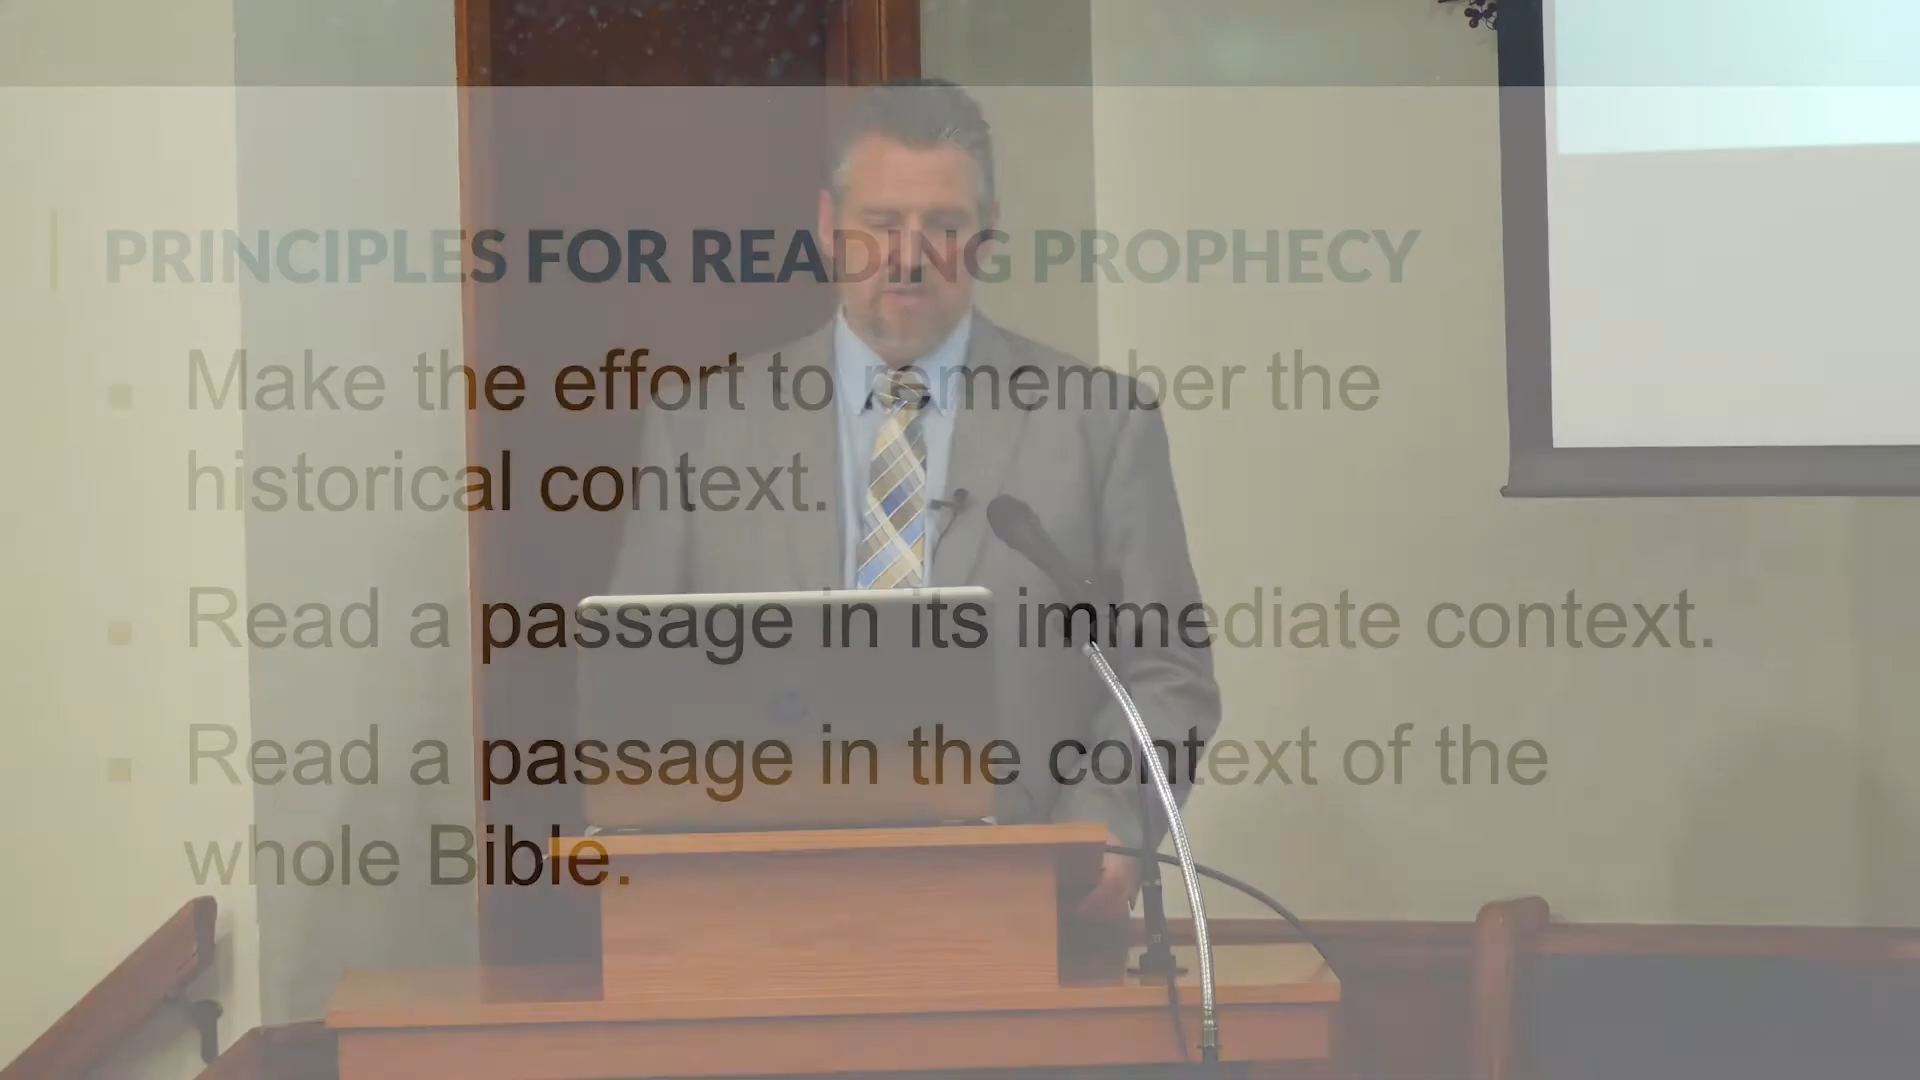 PRINCIPLES FOR READING PROPHECY
Make the effort to remember the
historical context.
Read a passage in its immediate context.
Read a passage in the context of the
whole Bible.